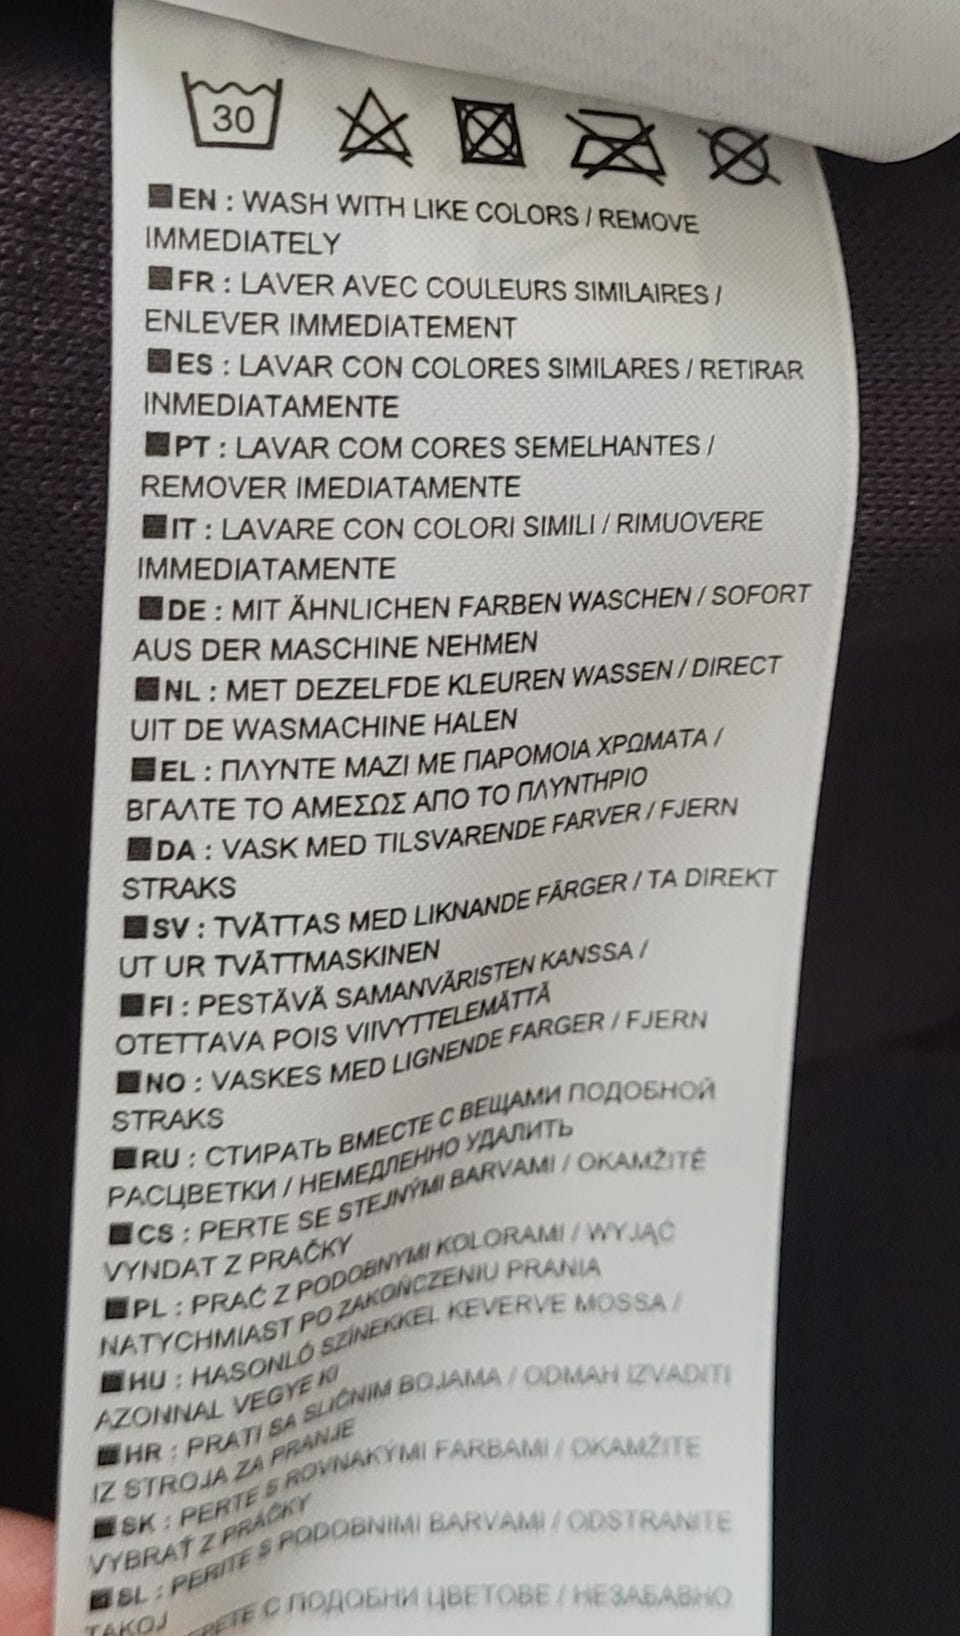 30
EN : WASH WITH LIKE COLORS / REMOVE
IMMEDIATELY
FR : LAVER AVEC COULEURS SIMILAIRES /
ENLEVER IMMEDIATEMENT
ES : LAVAR CON COLORES SIMILARES / RETIRAR
INMEDIATAMENTE
PT : LAVAR COM CORES SEMELHANTES /
REMOVER IMEDIATAMENTE
IT : LAVARE CON COLORI SIMILI / RIMUOVERE
IMMEDIATAMENTE
DE : MIT ÄHNLICHEN FARBEN WASCHEN / SOFORT
AUS DER MASCHINE NEHMEN
NL : MET DEZELFDE KLEUREN WASSEN / DIRECT
UIT DE WASMACHINE HALEN
EL : ΠΛΥΝΤΕ ΜΑΖΙ ΜΕ ΠΑΡΟΜΟΙΑ ΧΡΩΜΑΤΑ /
ΒΓΑΛΤΕ ΤΟ ΑΜΕΣΩΣ ΑΠΟ ΤΟ ΠΛΥΝΤΗΡΙΟ
DA : VASK MED TILSVARENDE FARVER / FJERN
STRAKS
SV : TVÄTTAS MED LIKNANDE FÄRGER / TA DIREKT
UT UR TVÄTTMASKINEN
FI : PESTÄVÄ SAMANVÄRISTEN KANSSA /
OTETTAVA POIS VIIVYTTELEMÄTTÄ
NO : VASKES MED LIGNENDE FARGER / FJERN
STRAKS
RU : СТИРАТЬ ВМЕСТЕ С ВЕЩАМИ ПОДОБНОЙ
РАСЦВЕТКИ / НЕМЕДЛЕННО УДАЛИТЬ
CS : PERTE SE STEJNÝMI BARVAMI / OKAMŽITĚ
VYNDAT Z PRAČKY
PL : PRAĆ Z PODOBNYMI KOLORAMI / WYJĄĆ
NATYCHMIAST PO ZAKOŃCZENIU PRANIA
HU : HASONLÓ SZÍNEKKEL KEVERVE MOSSA /
AZONNAL VEGYE KI
HR : PRATI SA SLIČNIM BOJAMA / ODMAH IZVADITI
IZ STROJA ZA PRANJE
SK : PERTE S ROVNAKÝMI FARBAMI / OKAMŽITE
VYBRAŤ Z PRÁČKY
SL : PERITE S PODOBNIMI BARVAMI / ODSTRANITE
TAKOJ
С ПОДОБНИ ЦВЕТОВЕ / НЕЗАБАВНО